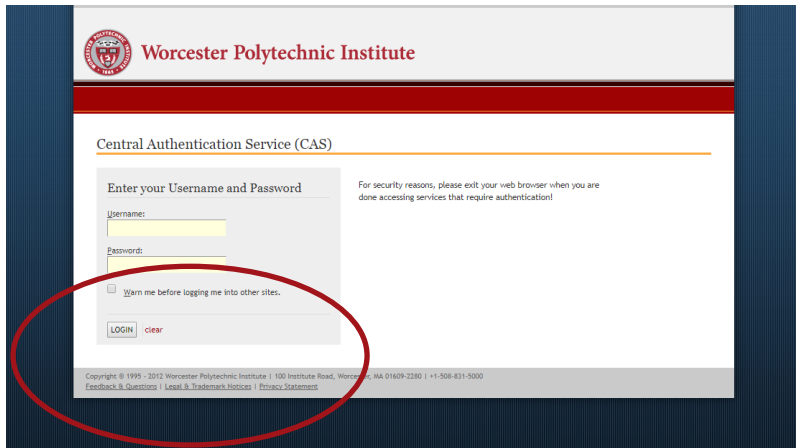 Worcester Polytechnic Institute
Central Authentication Service (CAS)
Enter your Username and Password
Username:
Password:
Warn me before logging me into other sites.
LOGIN clear
For security reasons, please exit your web browser when you are
done accessing services that require authentication!
Copyright © 1995 - 2012 Worcester Polytechnic Institute | 100 Institute Road, Worcester, MA 01609-2280 | +1-508-831-5000
Feedback & Questions | Legal & Trademark Notices | Privacy Statement